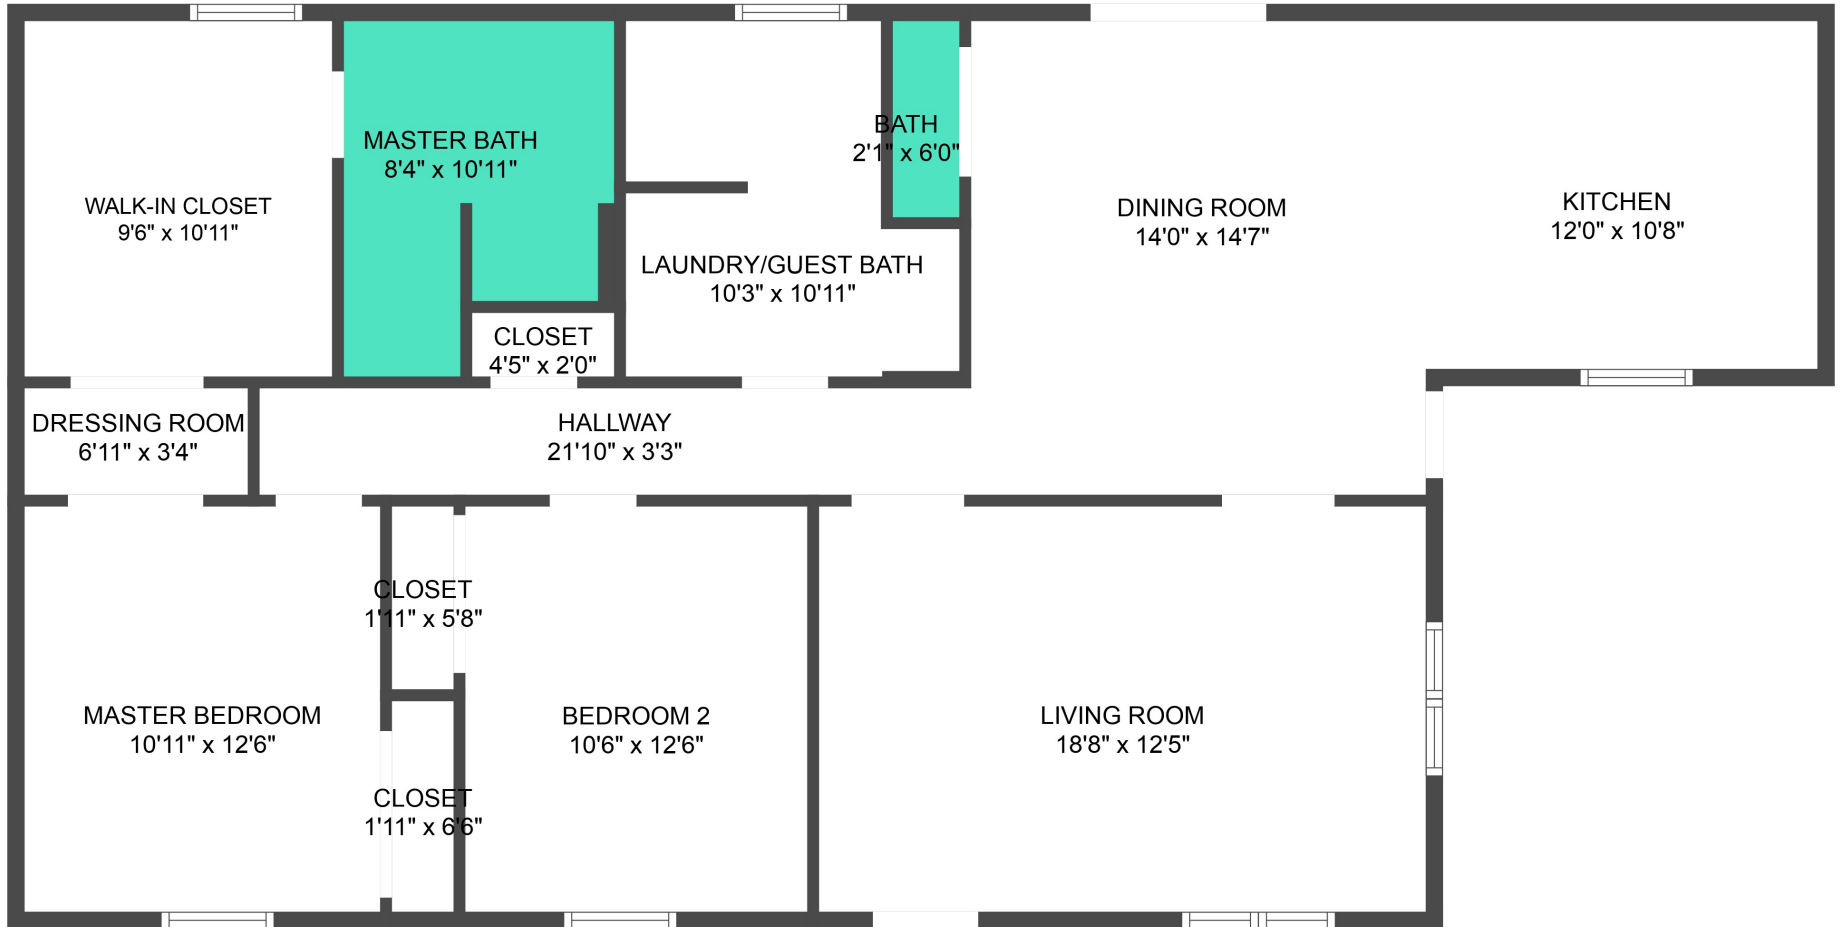 MASTER BATH
8'4" x 10'11"
BATH
2'1" x 6'0"
WALK-IN CLOSET
9'6" x 10'11"
DINING ROOM
14'0" x 14'7"
KITCHEN
12'0" x 10'8"
LAUNDRY/GUEST BATH
10'3" x 10'11"
CLOSET
4'5" x 2'0"
DRESSING ROOM
6'11" x 3'4"
HALLWAY
21'10" x 3'3"
CLOSET
1'11" x 5'8"
MASTER BEDROOM
10'11" x 12'6"
BEDROOM 2
10'6" x 12'6"
LIVING ROOM
18'8" x 12'5"
CLOSET
1'11" x 6'6"